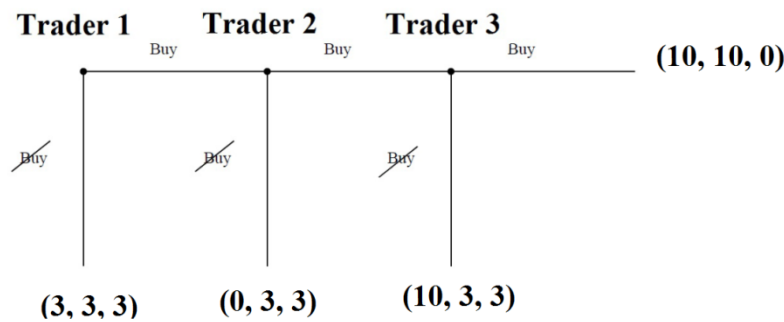 Trader 1 Trader 2 Trader 3
Buy Buy Buy
(10, 10, 0)
Buy Buy Buy
(3, 3, 3) (0, 3, 3) (10, 3, 3)